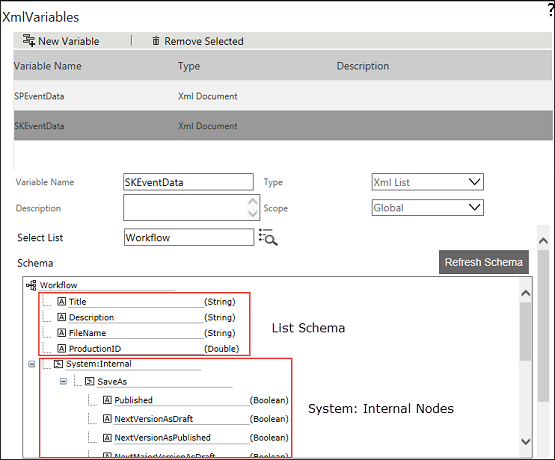 ?
XmlVariables
New Variable | Remove Selected
Variable Name Type Description
SPEventData Xml Document
SKEventData Xml Document
Variable Name SKEventData Type Xml List
Description Scope Global
Select List Workflow
Schema Refresh Schema
Workflow
Title (String)
Description (String)
FileName (String)
ProductionID (Double)
List Schema
System:Internal
SaveAs
Published (Boolean)
System: Internal Nodes
NextVersionAsDraft (Boolean)
NextVersionAsPublished (Boolean)
NextMajorVersionAsDraft (Boolean)